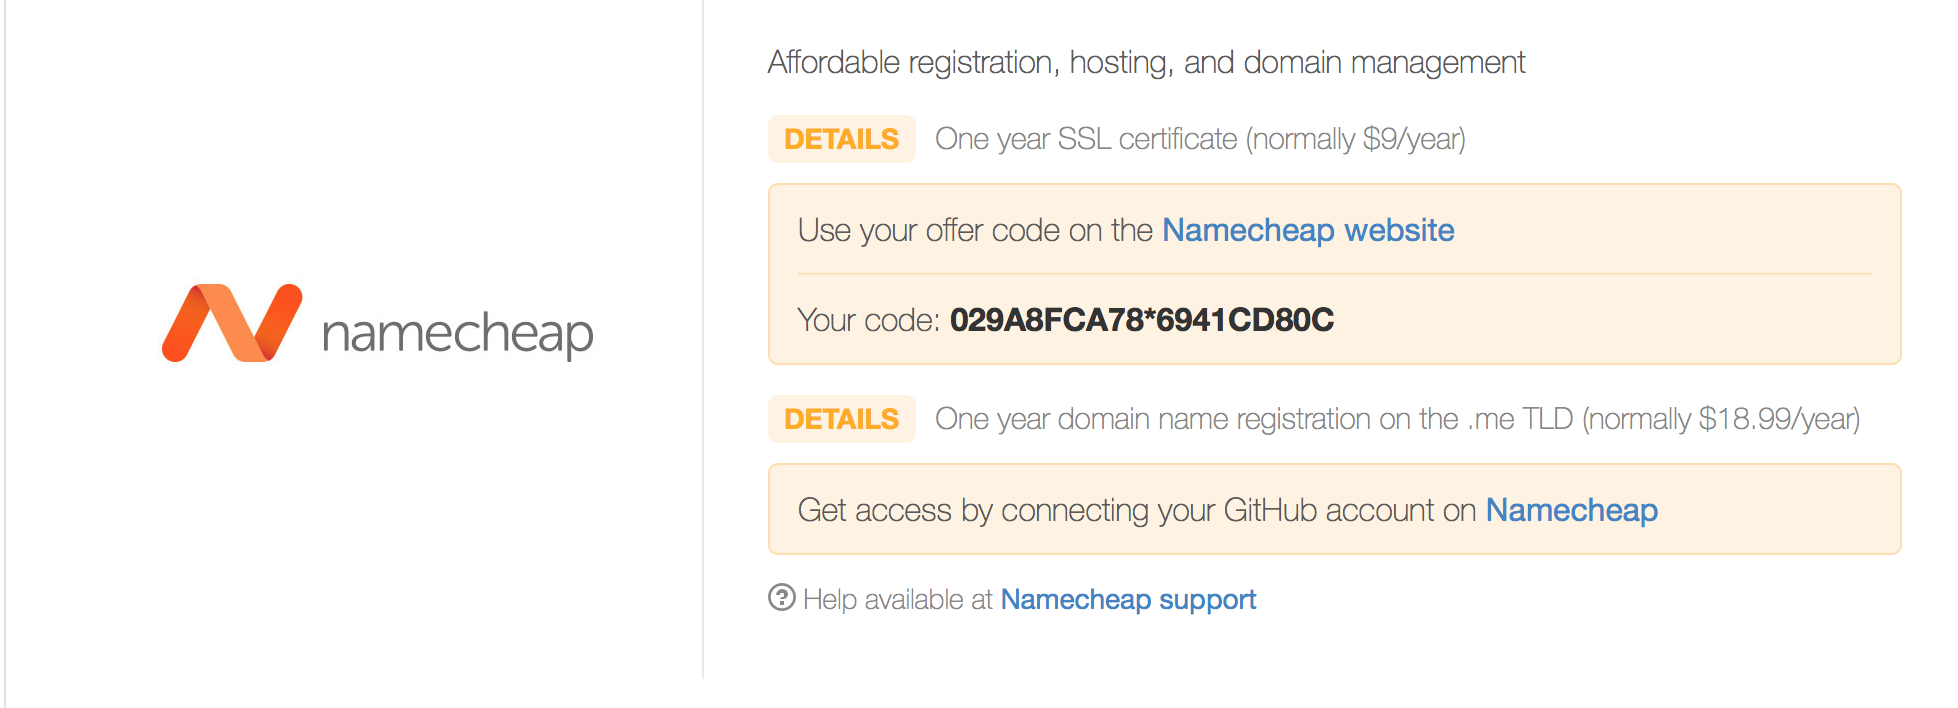 namecheap
Affordable registration, hosting, and domain management
DETAILS One year SSL certificate (normally $9/year)
Use your offer code on the Namecheap website
Your code: 029A8FCA78*6941CD80C
DETAILS One year domain name registration on the .me TLD (normally $18.99/year)
Get access by connecting your GitHub account on Namecheap
? Help available at Namecheap support